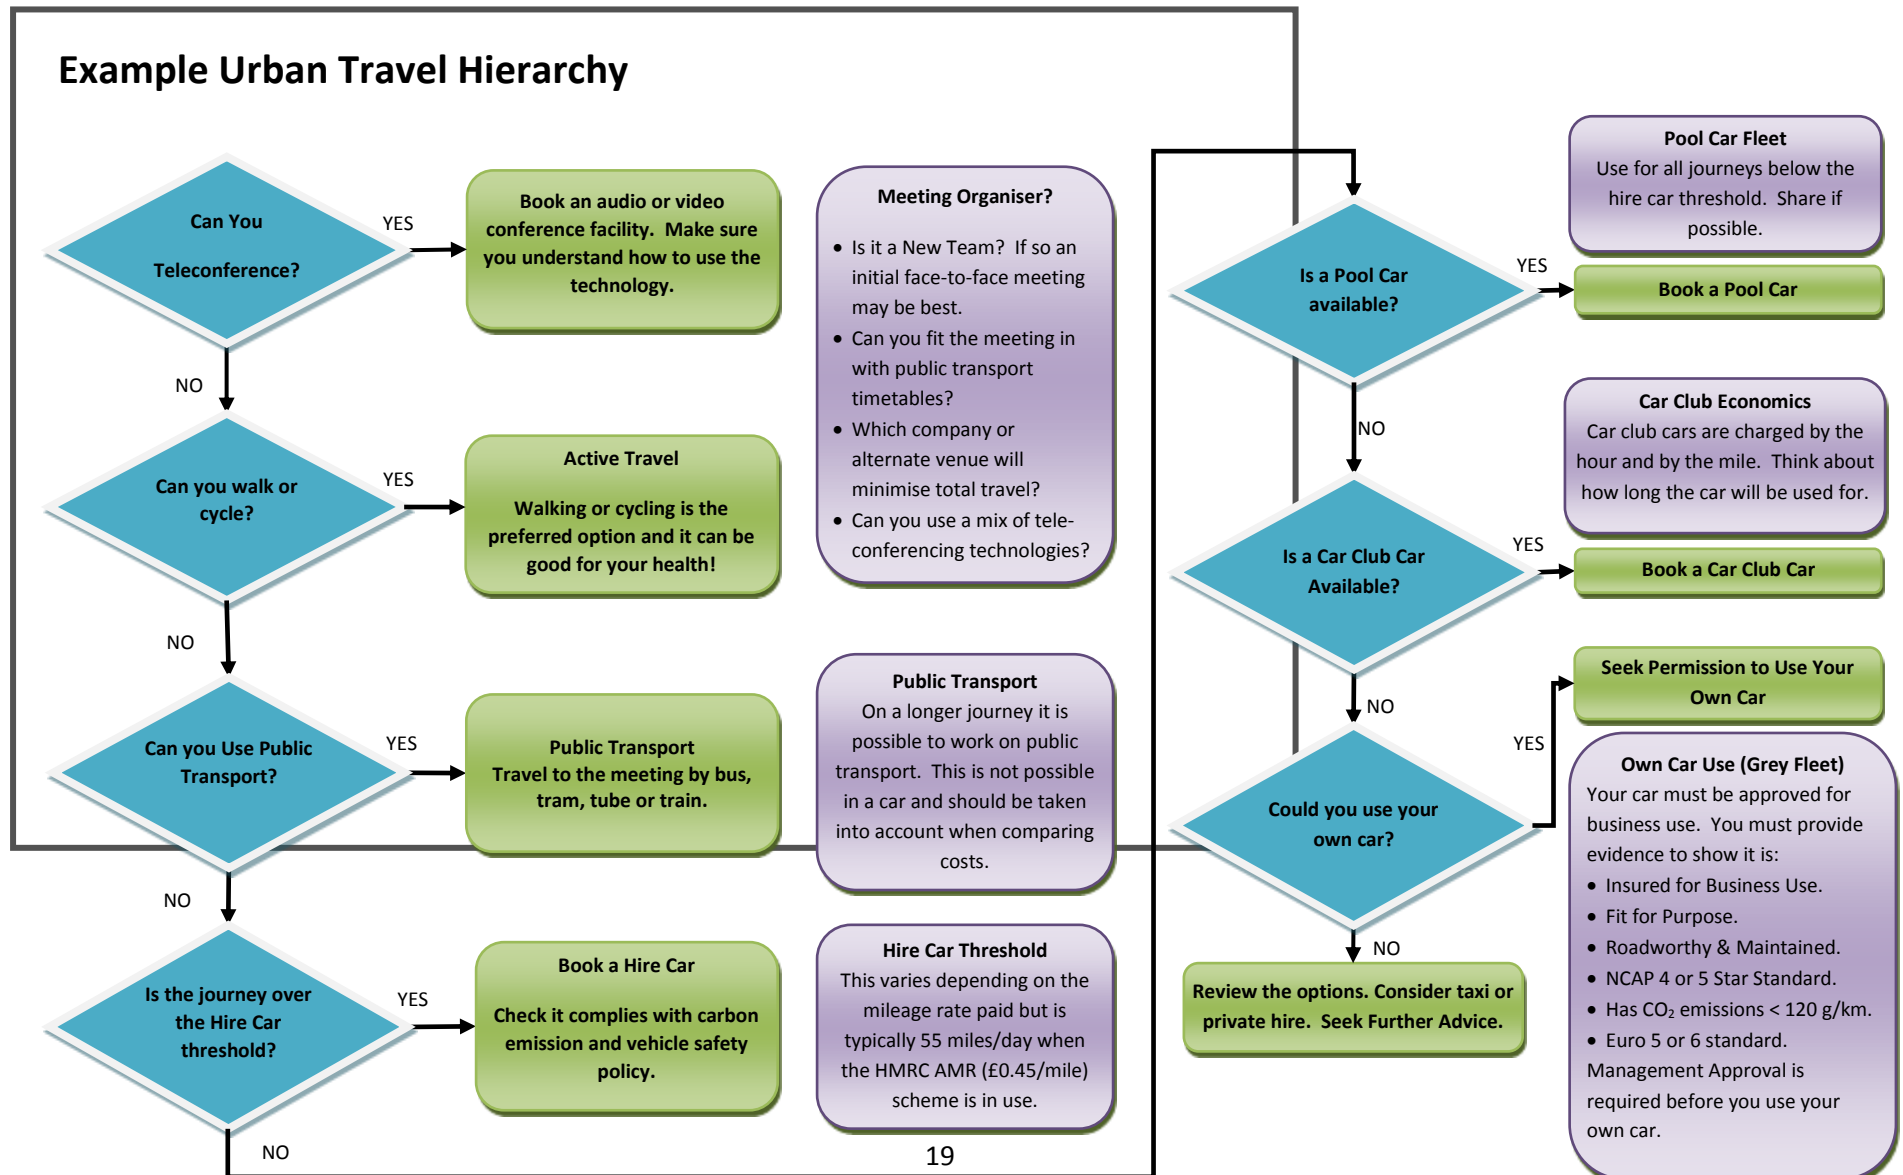 Example Urban Travel Hierarchy
Can You
Teleconference?
YES
NO
Book an audio or video
conference facility. Make sure
you understand how to use the
technology.
Meeting Organiser?
• Is it a New Team? If so an
initial face-to-face meeting
may be best.
• Can you fit the meeting in
with public transport
timetables?
• Which company or
alternate venue will
minimise total travel?
• Can you use a mix of tele-
conferencing technologies?
Can you walk or
cycle?
YES
NO
Active Travel
Walking or cycling is the
preferred option and it can be
good for your health!
Can you Use Public
Transport?
YES
NO
Public Transport
Travel to the meeting by bus,
tram, tube or train.
Public Transport
On a longer journey it is
possible to work on public
transport. This is not possible
in a car and should be taken
into account when comparing
costs.
Is the journey over
the Hire Car
threshold?
YES
NO
Book a Hire Car
Check it complies with carbon
emission and vehicle safety
policy.
Hire Car Threshold
This varies depending on the
mileage rate paid but is
typically 55 miles/day when
the HMRC AMR (£0.45/mile)
scheme is in use.
Is a Pool Car
available?
YES
NO
Pool Car Fleet
Use for all journeys below the
hire car threshold. Share if
possible.
Book a Pool Car
Is a Car Club Car
Available?
YES
NO
Car Club Economics
Car club cars are charged by the
hour and by the mile. Think about
how long the car will be used for.
Book a Car Club Car
Could you use your
own car?
YES
NO
Seek Permission to Use Your
Own Car
Own Car Use (Grey Fleet)
Your car must be approved for
business use. You must provide
evidence to show it is:
• Insured for Business Use.
• Fit for Purpose.
• Roadworthy & Maintained.
• NCAP 4 or 5 Star Standard.
• Has CO₂ emissions < 120 g/km.
• Euro 5 or 6 standard.
Management Approval is
required before you use your
own car.
Review the options. Consider taxi or
private hire. Seek Further Advice.
19